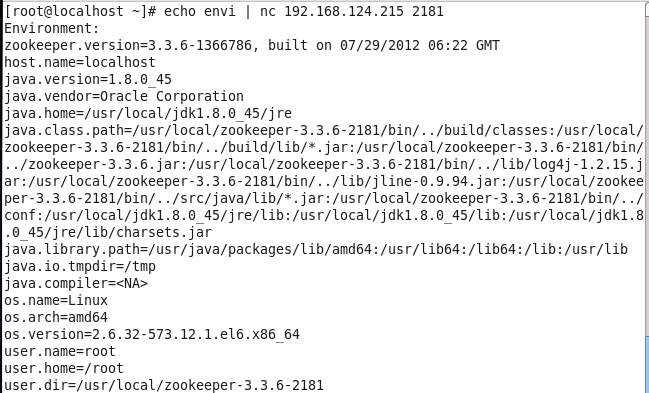 [root@localhost ~]# echo envi | nc 192.168.124.215 2181
Environment:
zookeeper.version=3.3.6-1366786, built on 07/29/2012 06:22 GMT
host.name=localhost
java.version=1.8.0_45
java.vendor=Oracle Corporation
java.home=/usr/local/jdk1.8.0_45/jre
java.class.path=/usr/local/zookeeper-3.3.6-2181/bin/../build/classes:/usr/local/
zookeeper-3.3.6-2181/bin/../build/lib/*.jar:/usr/local/zookeeper-3.3.6-2181/bin/
../zookeeper-3.3.6.jar:/usr/local/zookeeper-3.3.6-2181/bin/../lib/log4j-1.2.15.j
ar:/usr/local/zookeeper-3.3.6-2181/bin/../lib/jline-0.9.94.jar:/usr/local/zookee
per-3.3.6-2181/bin/../src/java/lib/*.jar:/usr/local/zookeeper-3.3.6-2181/bin/../
conf:/usr/local/jdk1.8.0_45/jre/lib:/usr/local/jdk1.8.0_45/lib:/usr/local/jdk1.8
.0_45/jre/lib/charsets.jar
java.library.path=/usr/java/packages/lib/amd64:/usr/lib64:/lib64:/lib:/usr/lib
java.io.tmpdir=/tmp
java.compiler=<NA>
os.name=Linux
os.arch=amd64
os.version=2.6.32-573.12.1.el6.x86_64
user.name=root
user.home=/root
user.dir=/usr/local/zookeeper-3.3.6-2181